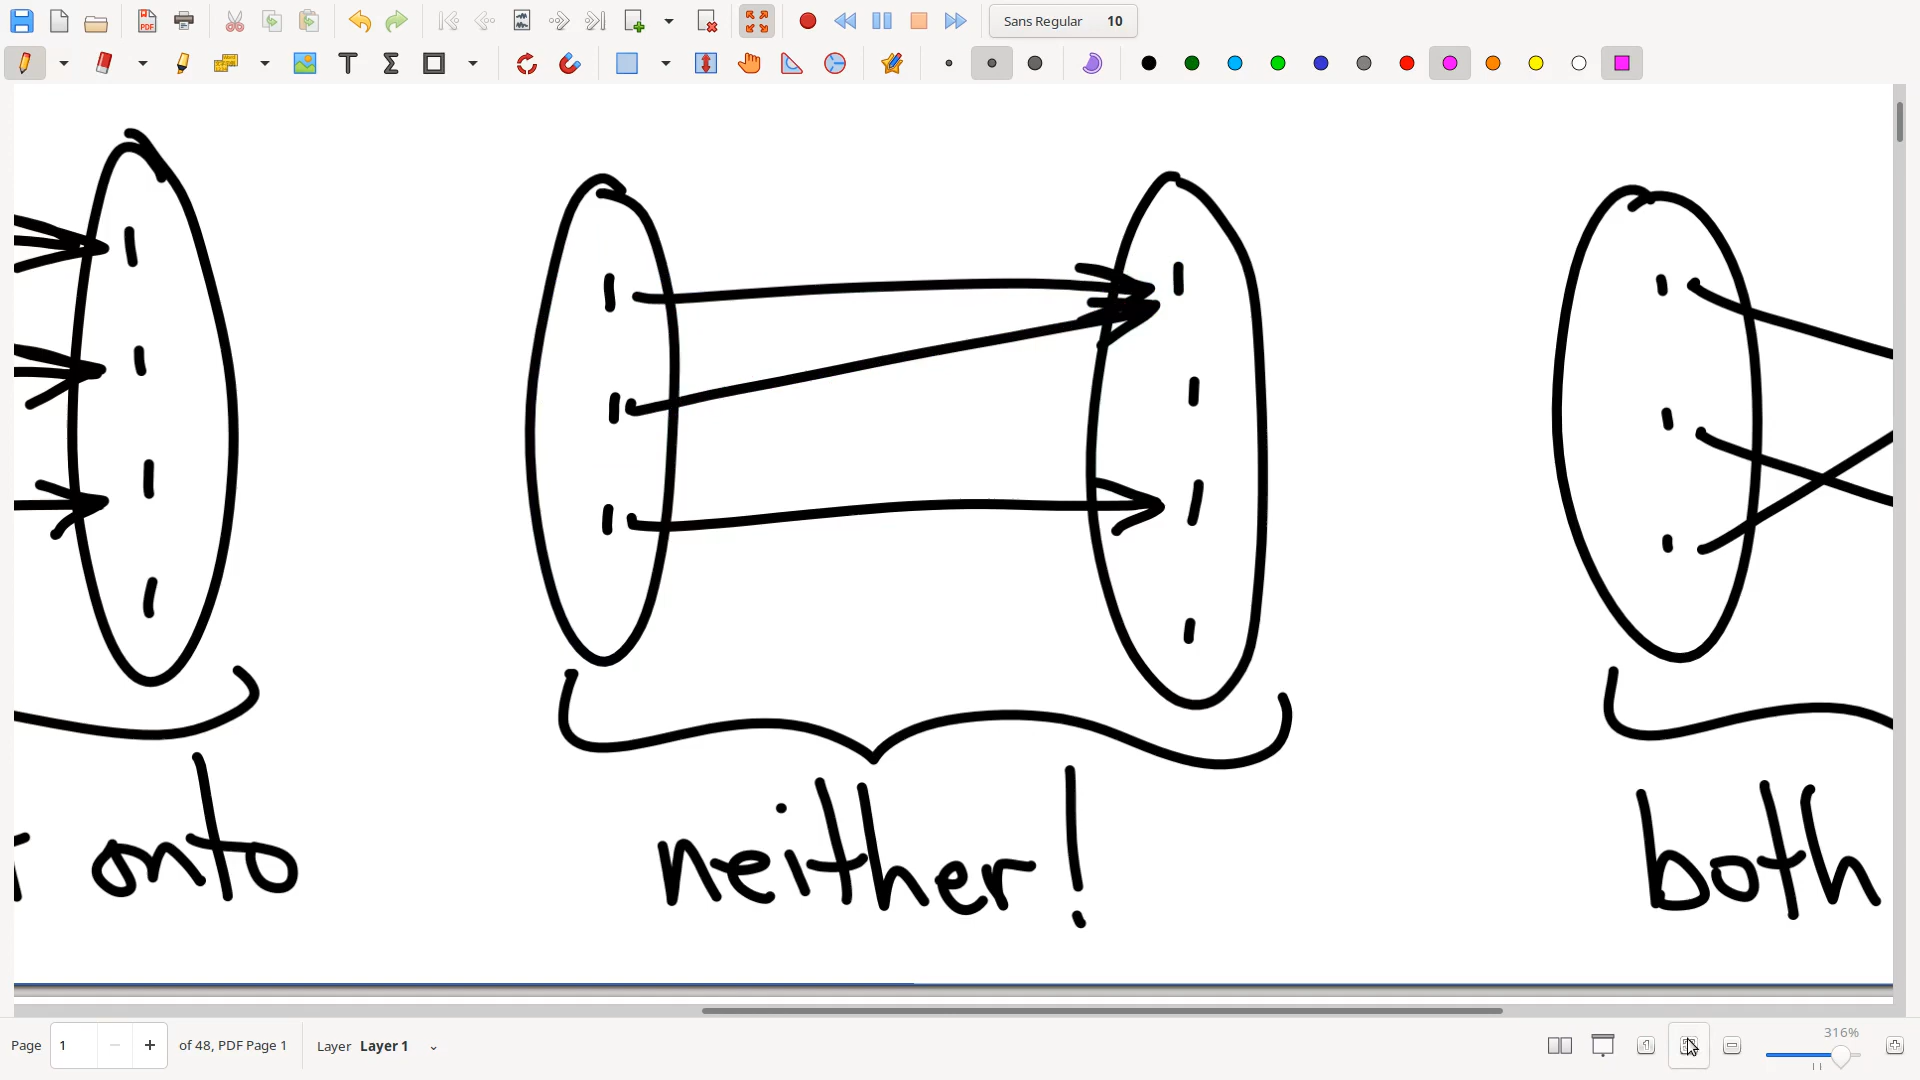 Sans Regular 10
onto
neither!
both
Page 1 of 48, PDF Page 1 Layer Layer 1
316%